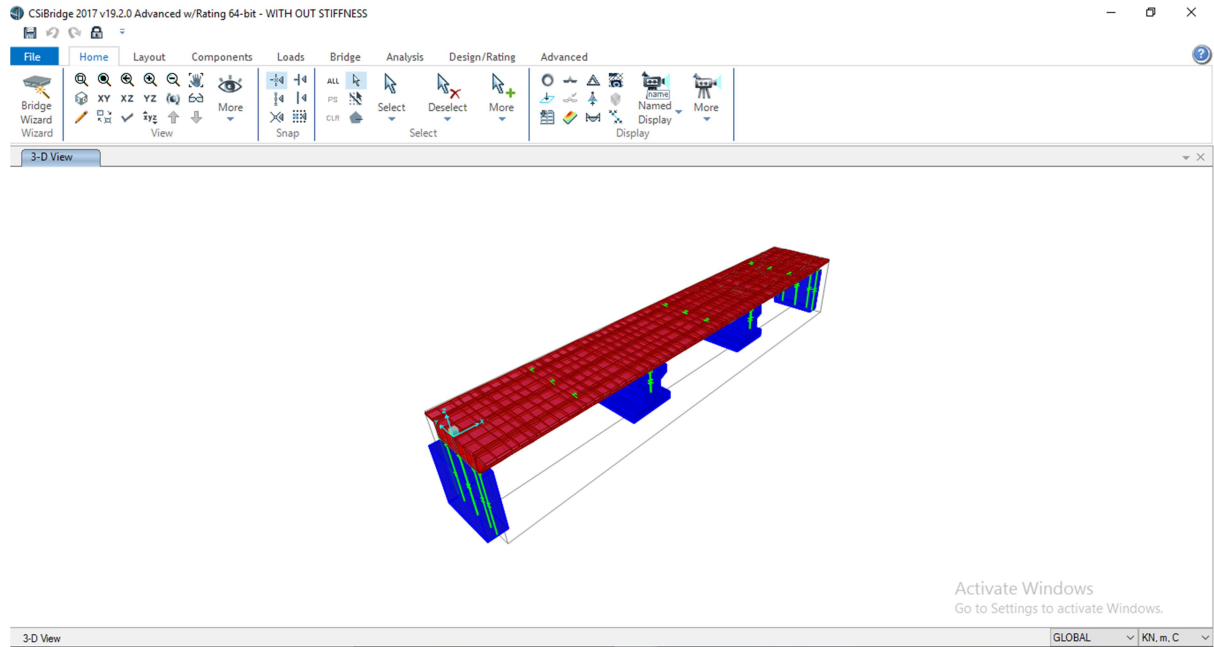 CSiBridge 2017 v19.2.0 Advanced w/Rating 64-bit - WITH OUT STIFFNESS
File Home Layout Components Loads Bridge Analysis Design/Rating Advanced
Bridge Wizard
XY XZ YZ
xyz
More
ALL
PS
CLR
Select Deselect More
name
Named Display
More
Wizard View Snap Select Display
3-D View
Z
X
Activate Windows
Go to Settings to activate Windows.
3-D View GLOBAL KN, m, C